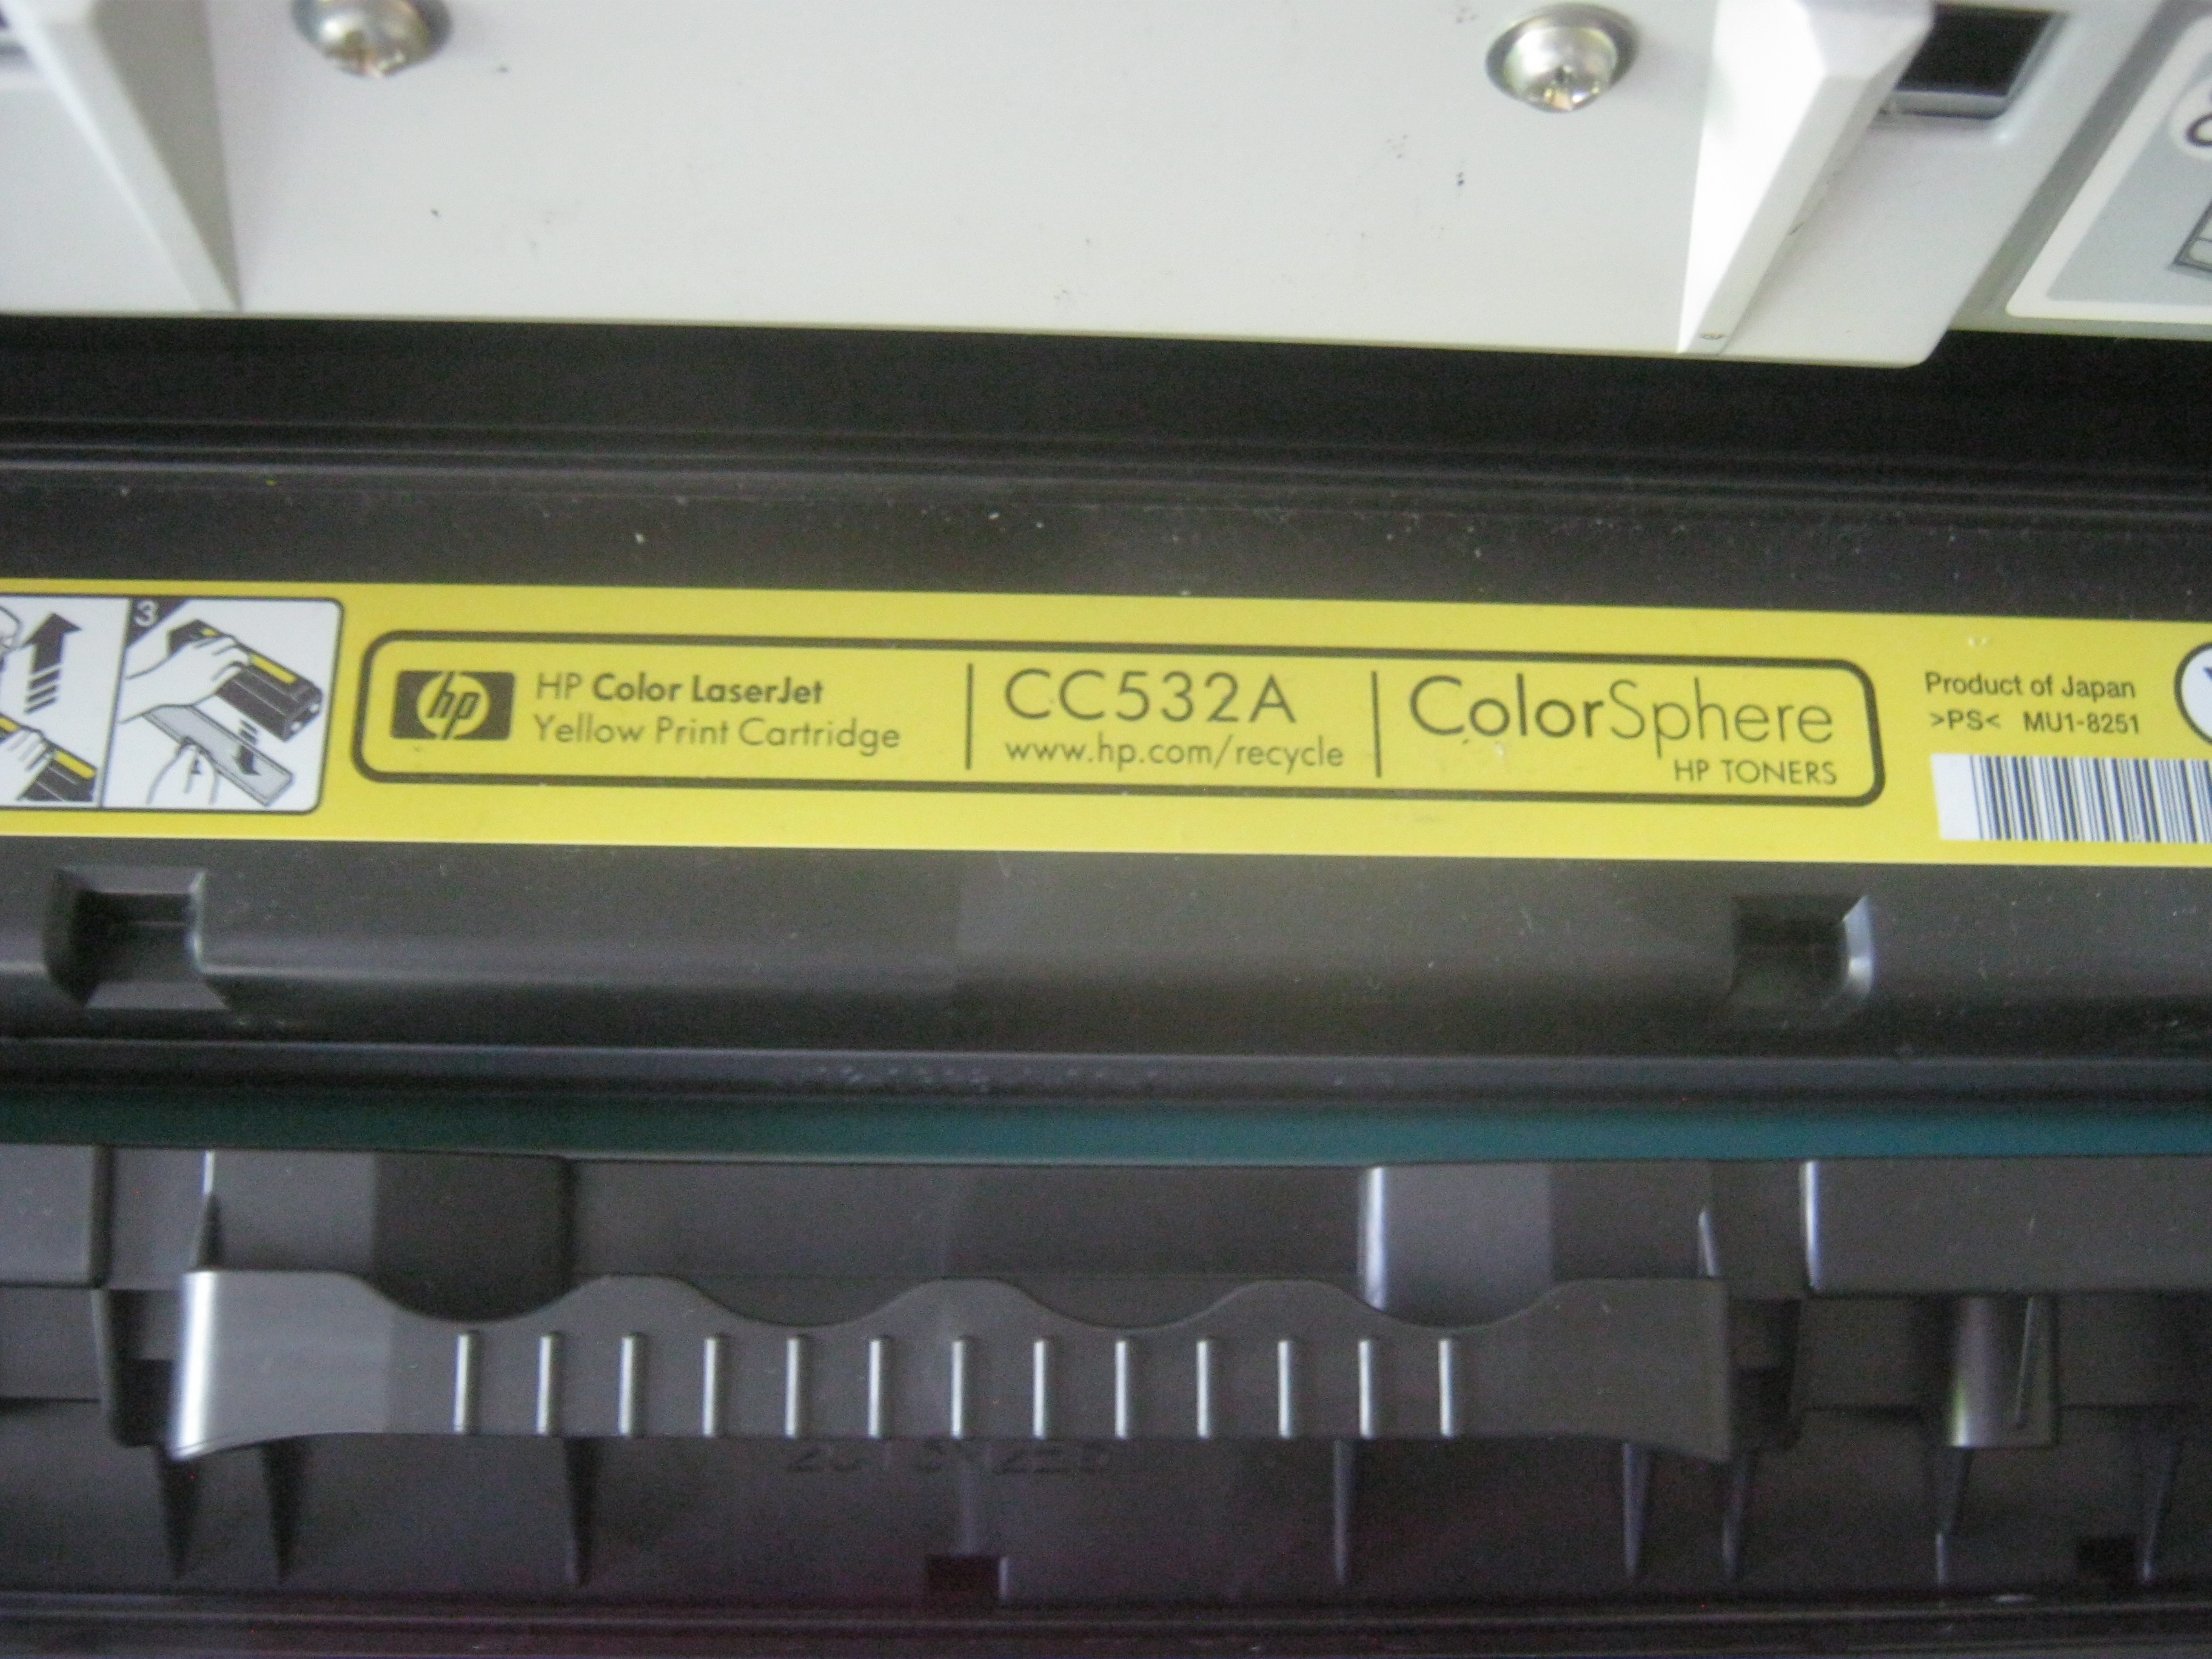 3
hp
HP Color LaserJet
Yellow Print Cartridge
CC532A
www.hp.com/recycle
ColorSphere
HP TONERS
Product of Japan
>PS< MU1-8251